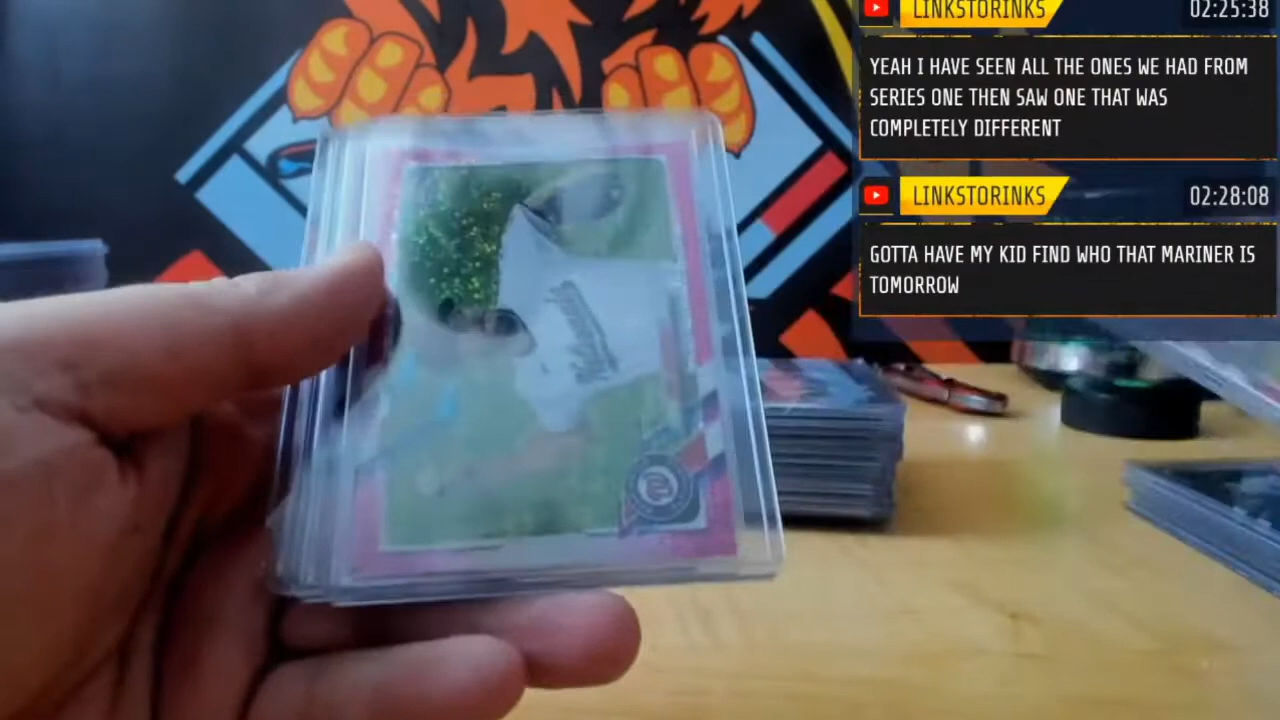 LINKSTORINKS
02:25:38
YEAH I HAVE SEEN ALL THE ONES WE HAD FROM
SERIES ONE THEN SAW ONE THAT WAS
COMPLETELY DIFFERENT
LINKSTORINKS
02:28:08
GOTTA HAVE MY KID FIND WHO THAT MARINER IS
TOMORROW